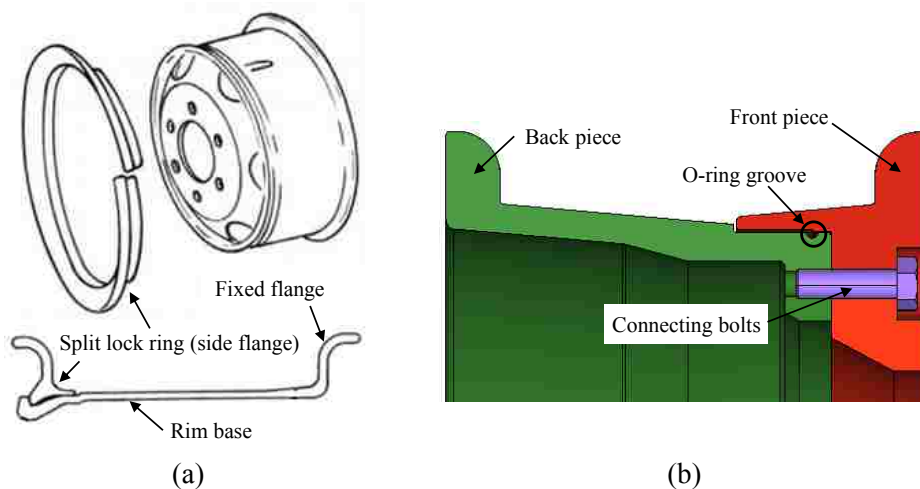 Fixed flange
Split lock ring (side flange)
Rim base
(a)
Back piece
Front piece
O-ring groove
Connecting bolts
(b)